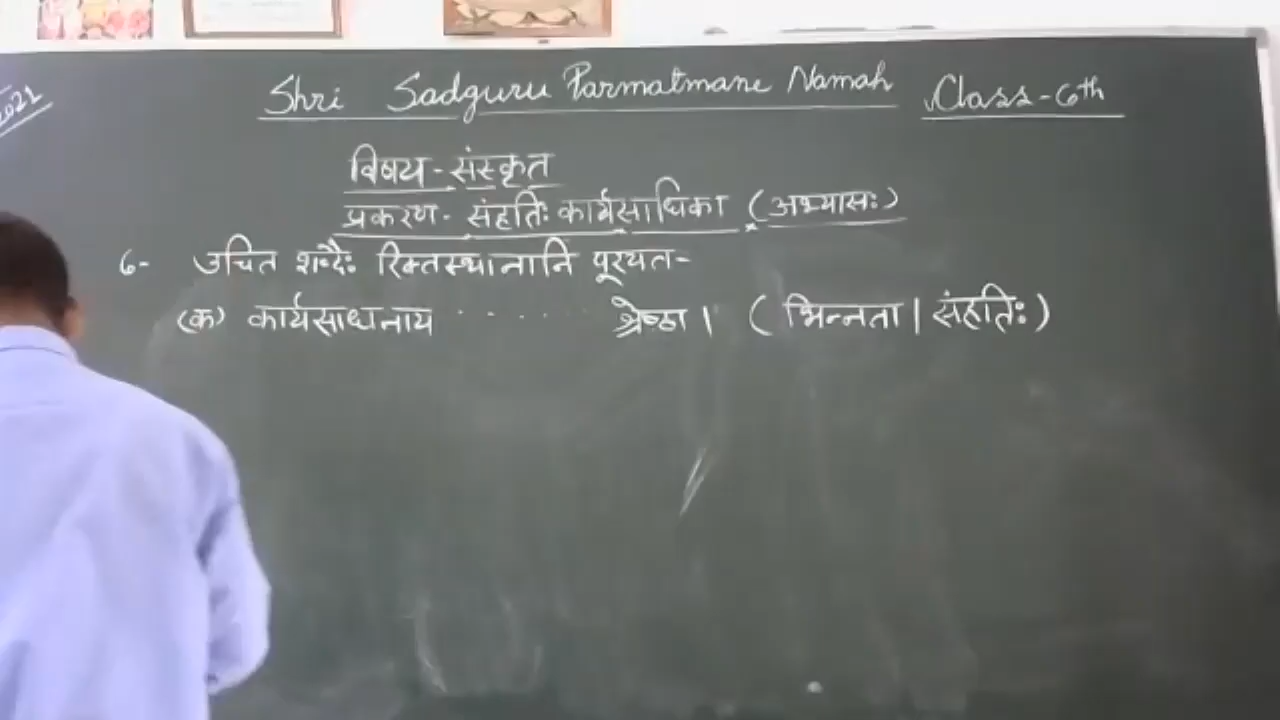 2021
Shri Sadguru Parmatmane Namah Class-6th
विषय-संस्कृत
प्रकरण- संहतिः कार्यसाधिका (अभ्यासः)
6- उचित शब्दैः रिक्तस्थानानि पूरयत-
(क) कार्यसाधनाय ...... श्रेष्ठा। (भिन्नता। संहतिः)